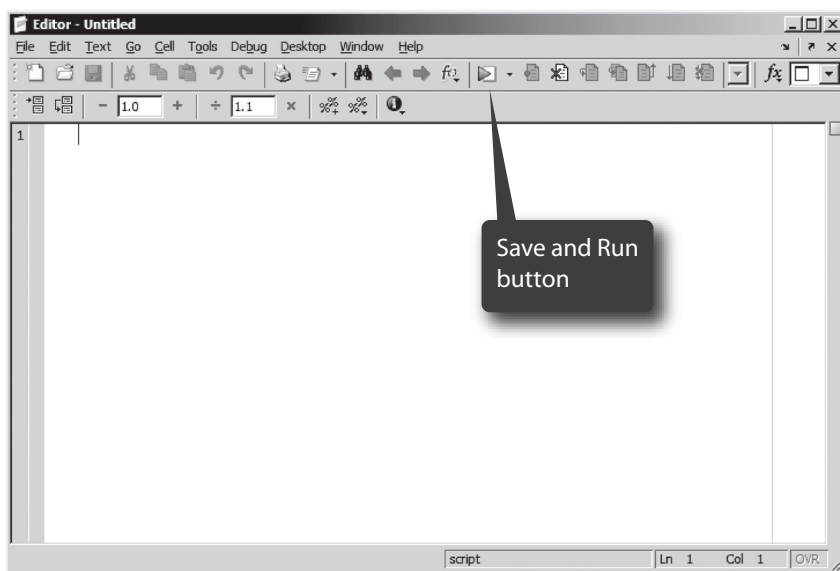 Editor - Untitled
File Edit Text Go Cell Tools Debug Desktop Window Help
1.0
1.1
1
Save and Run
button
script
Ln 1 Col 1 OVR